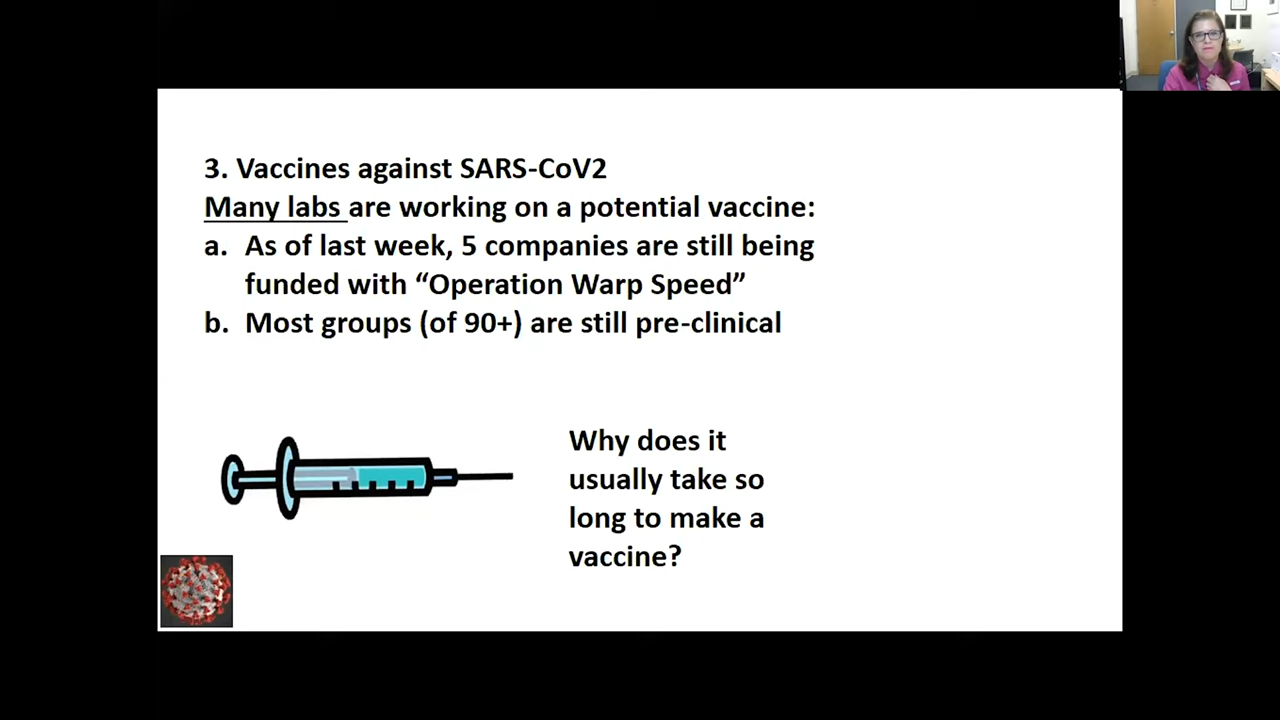 3. Vaccines against SARS-CoV2
Many labs are working on a potential vaccine:
a. As of last week, 5 companies are still being
funded with “Operation Warp Speed”
b. Most groups (of 90+) are still pre-clinical
Why does it
usually take so
long to make a
vaccine?